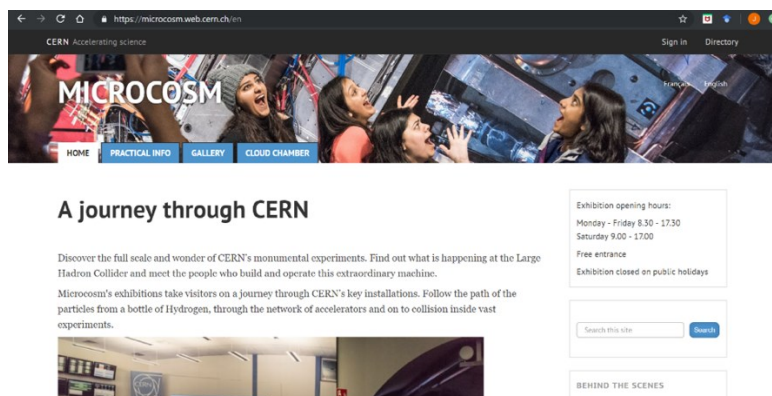 https://microcosm.web.cern.ch/en
CERN Accelerating science
Sign in Directory
MICROCOSM
Français English
HOME PRACTICAL INFO GALLERY CLOUD CHAMBER
A journey through CERN
Discover the full scale and wonder of CERN's monumental experiments. Find out what is happening at the Large
Hadron Collider and meet the people who build and operate this extraordinary machine.
Microcosm's exhibitions take visitors on a journey through CERN's key installations. Follow the path of the
particles from a bottle of Hydrogen, through the network of accelerators and on to collision inside vast
experiments.
CERN
Exhibition opening hours:
Monday - Friday 8.30 - 17.30
Saturday 9.00 - 17.00
Free entrance
Exhibition closed on public holidays
Search this site Search
BEHIND THE SCENES